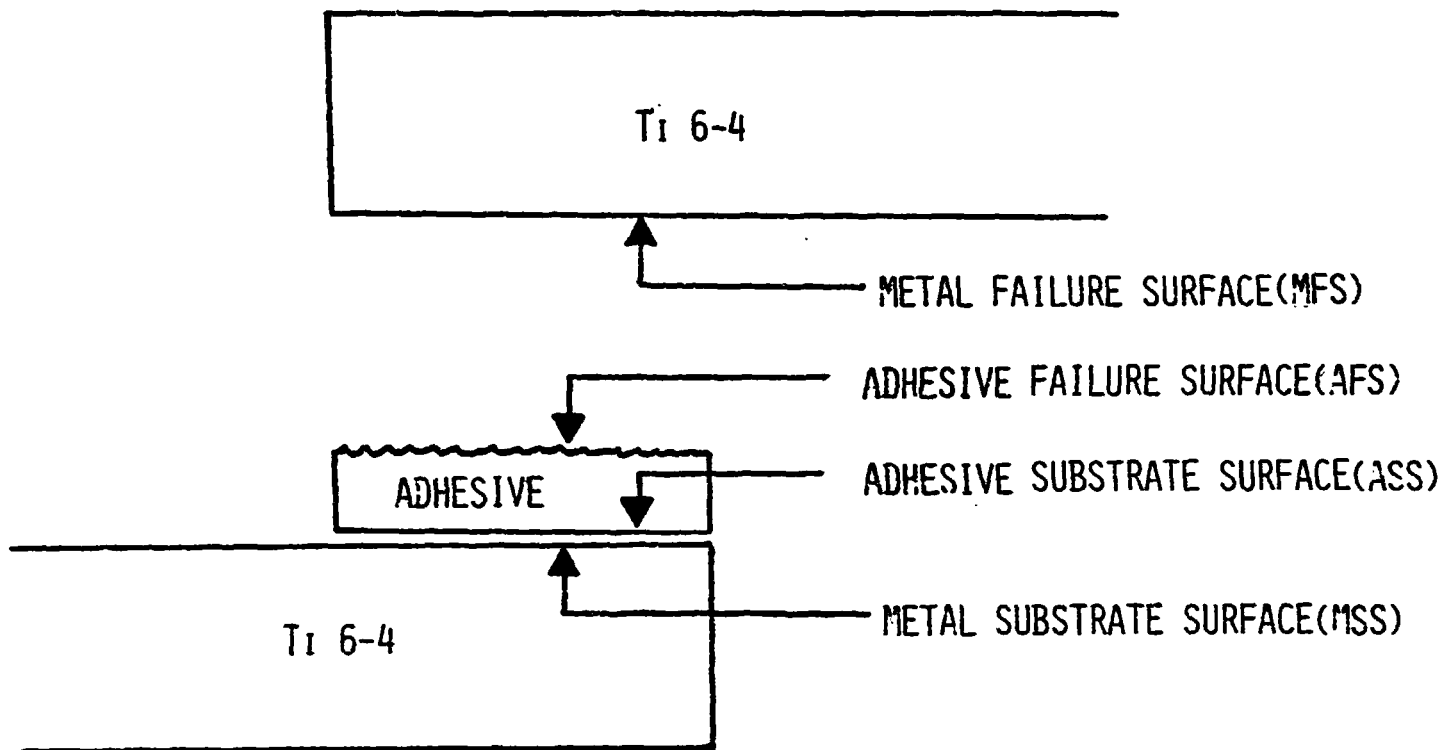 TI 6-4
METAL FAILURE SURFACE(MFS)
ADHESIVE FAILURE SURFACE(AFS)
ADHESIVE
ADHESIVE SUBSTRATE SURFACE(ASS)
TI 6-4
METAL SUBSTRATE SURFACE(MSS)